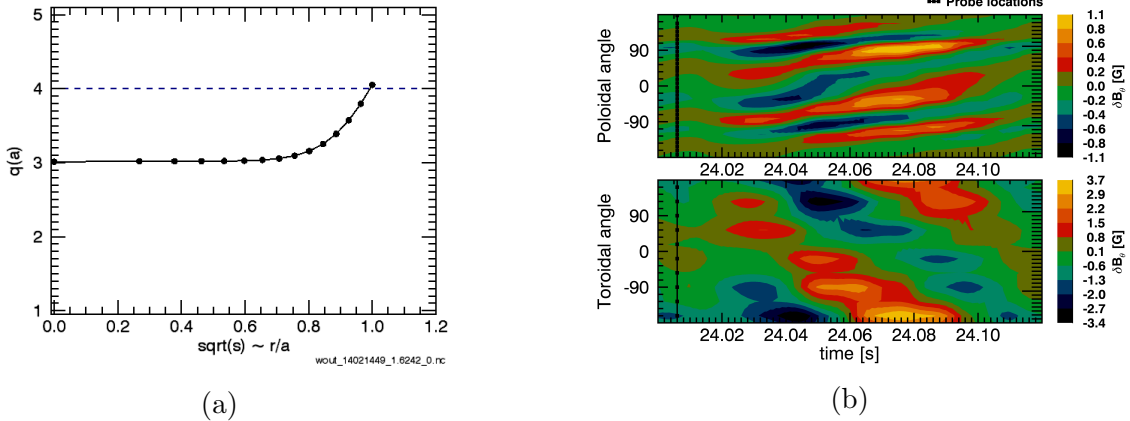 5
4
3
2
1
q(a)
0.0 0.2 0.4 0.6 0.8 1.0 1.2
sqrt(s) ~ r/a
wout_14021449_1.6242_0.nc
(a)
Probe locations
Poloidal angle
90
0
-90
24.02 24.04 24.06 24.08 24.10
1.1
0.8
0.6
0.4
0.2
0.0
-0.2
-0.4
-0.6
-0.8
-1.1
δBθ [G]
Toroidal angle
90
0
-90
24.02 24.04 24.06 24.08 24.10
time [s]
3.7
2.9
2.2
1.5
0.8
0.1
-0.6
-1.3
-2.0
-2.7
-3.4
δBθ [G]
(b)